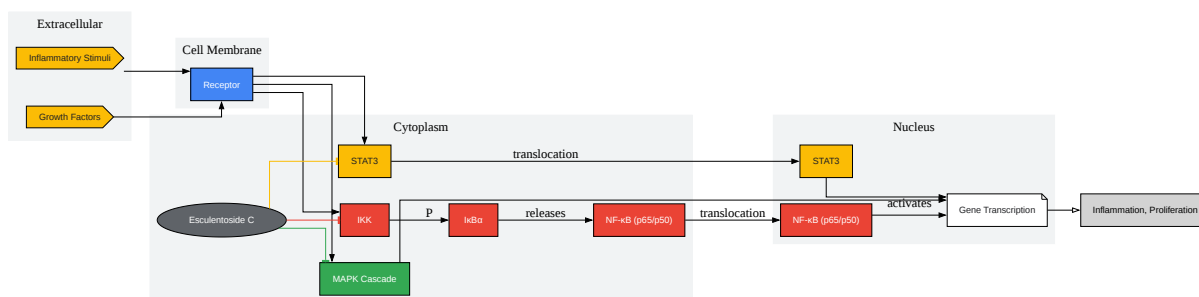 Extracellular
Inflammatory Stimuli
Growth Factors
Cell Membrane
Receptor
Cytoplasm
STAT3
translocation
Esculentoside C
IKK
P
IκBα
releases
NF-κB (p65/p50)
translocation
MAPK Cascade
Nucleus
STAT3
NF-κB (p65/p50)
activates
Gene Transcription
Inflammation, Proliferation